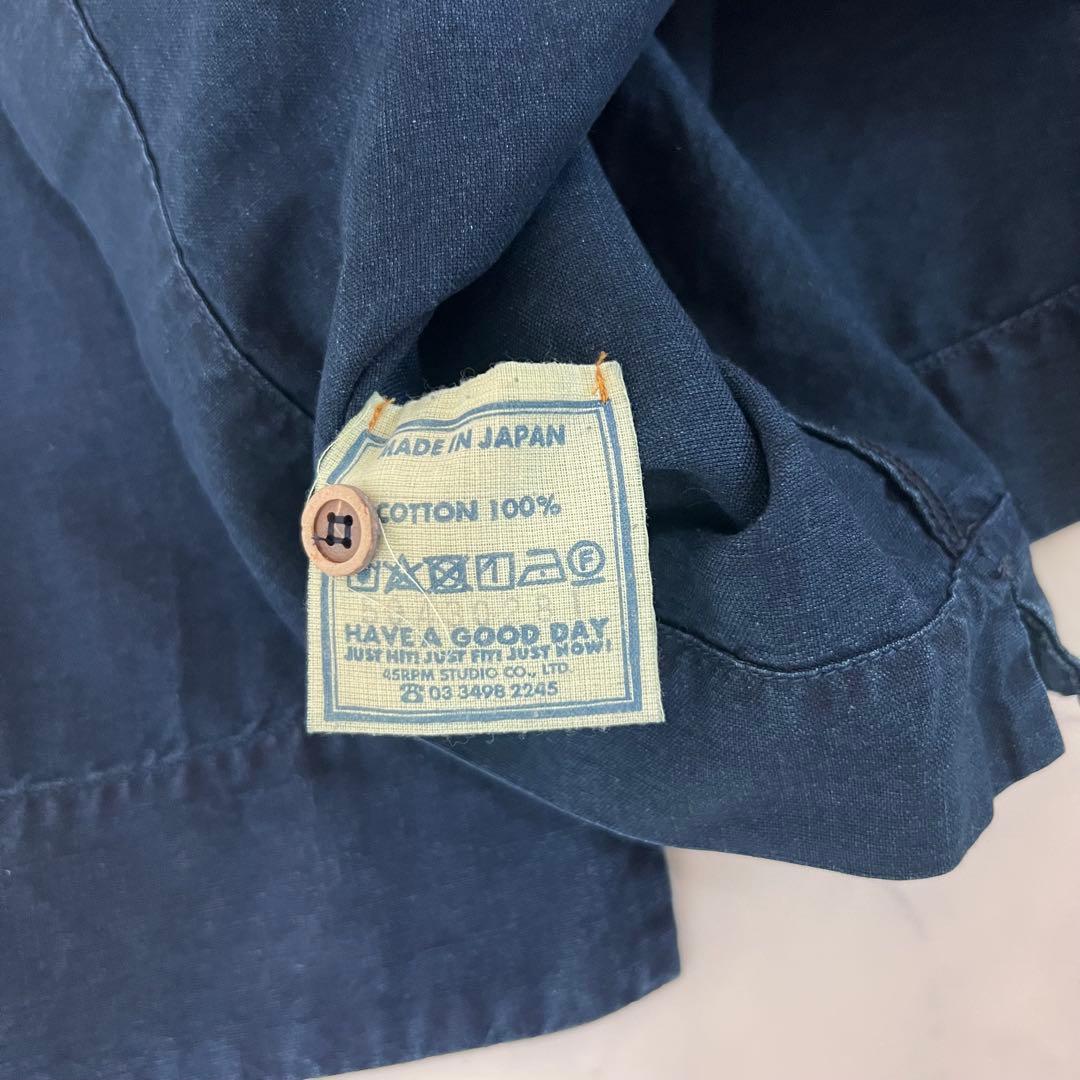 MADE IN JAPAN
COTTON 100%
F
HAVE A GOOD DAY
JUST HIT! JUST FIT! JUST NOW!
45RPM STUDIO CO., LTD.
☎ 03 3498 2245